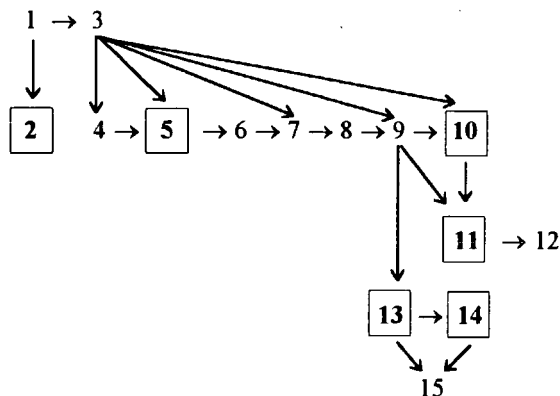 1 → 3
2 4 → 5 → 6 → 7 → 8 → 9 → 10
11 → 12
13 → 14
15